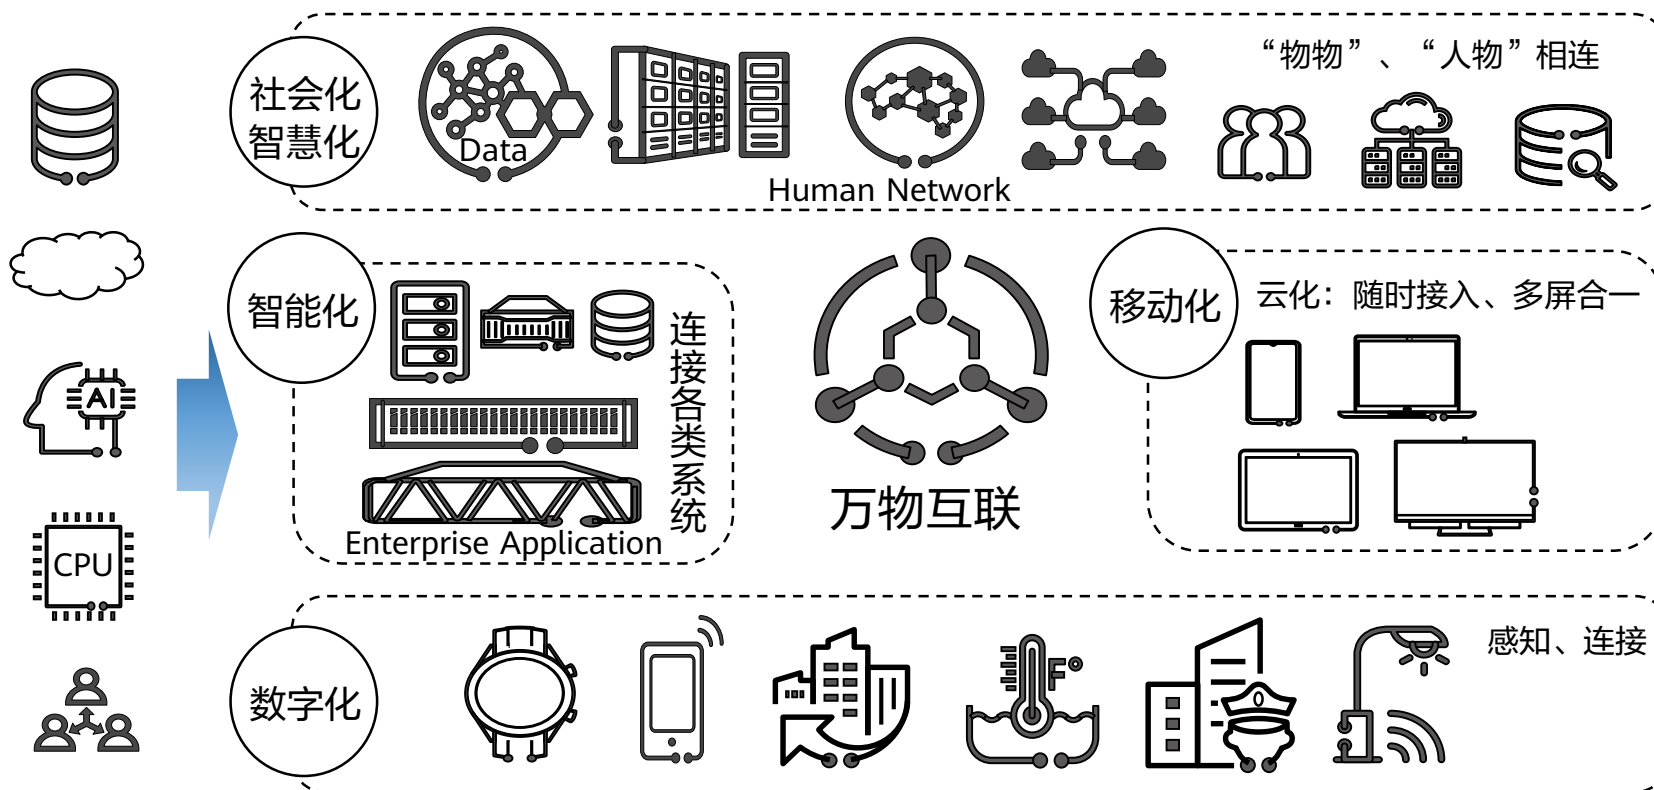 社会化
智慧化
Data
Human Network
“物物”、“人物”相连
智能化
连接各类系统
Enterprise Application
万物互联
移动化
云化：随时接入、多屏合一
AI
CPU
数字化
F°
感知、连接